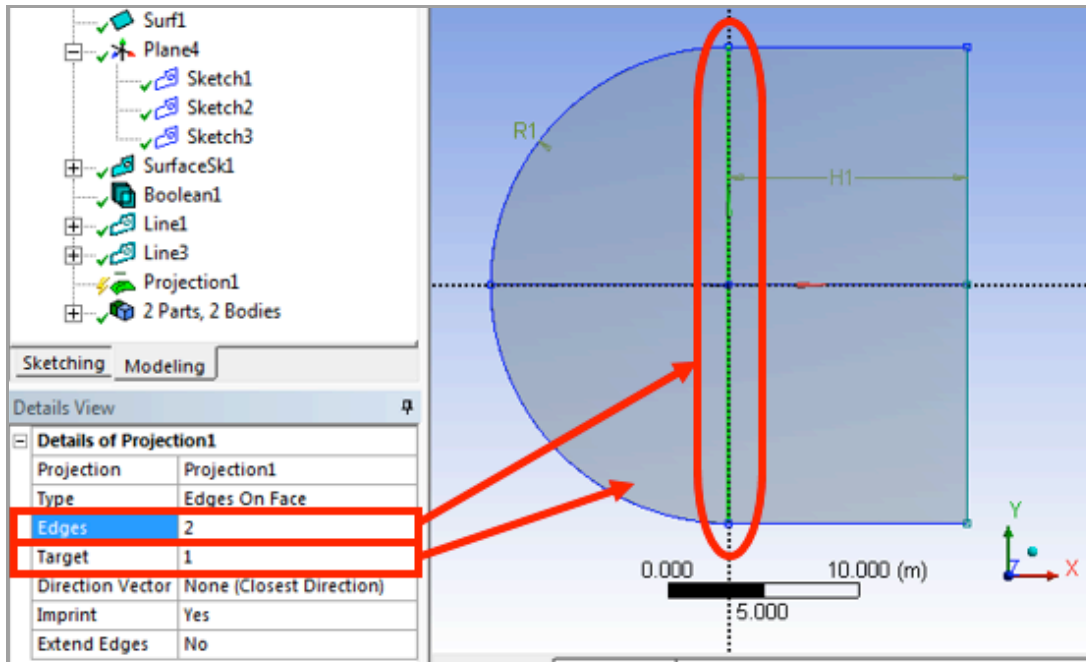 Surf1
Plane4
Sketch1
Sketch2
Sketch3
SurfaceSk1
Boolean1
Line1
Line3
Projection1
2 Parts, 2 Bodies
Sketching Modeling
Details View
Details of Projection1
Projection Projection1
Type Edges On Face
Edges 2
Target 1
Direction Vector None (Closest Direction)
Imprint Yes
Extend Edges No
R1
H1
0.000 10.000 (m)
5.000
Y
Z X